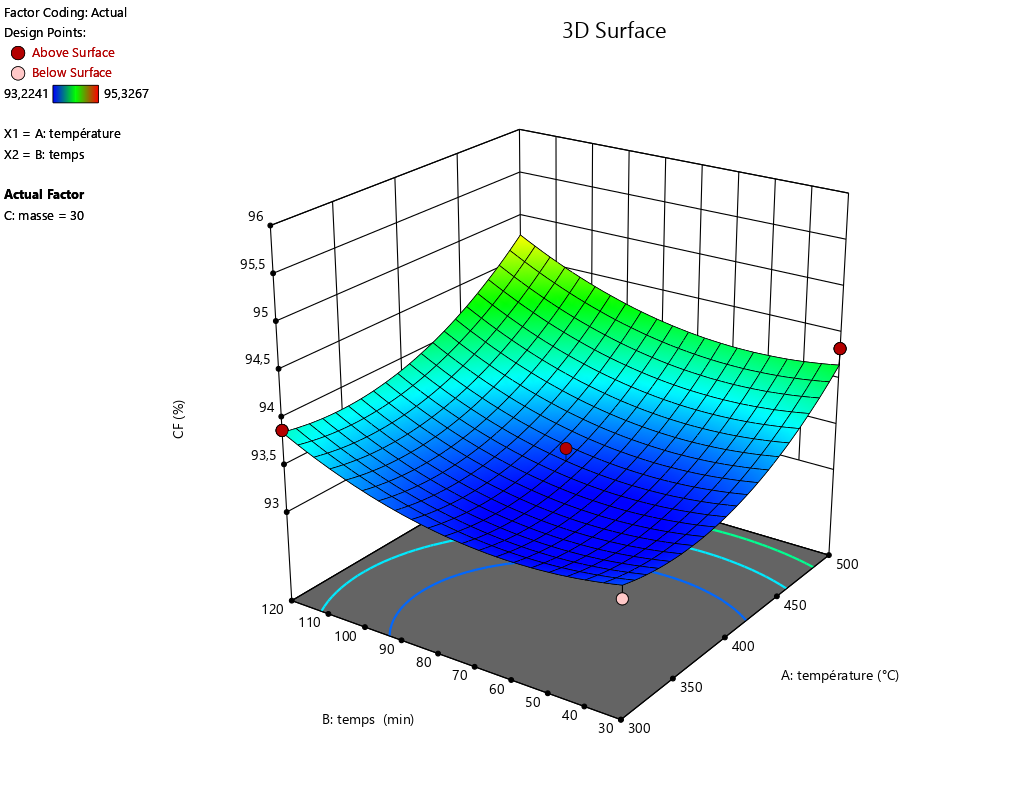 Factor Coding: Actual
3D Surface
Design Points:
Above Surface
Below Surface
93,2241 95,3267
X1 = A: température
X2 = B: temps
Actual Factor
C: masse = 30
96
95,5
95
94,5
94
93,5
93
CF (%)
120
110
100
90
80
70
60
50
40
30
300
350
400
450
500
A: température (°C)
B: temps (min)